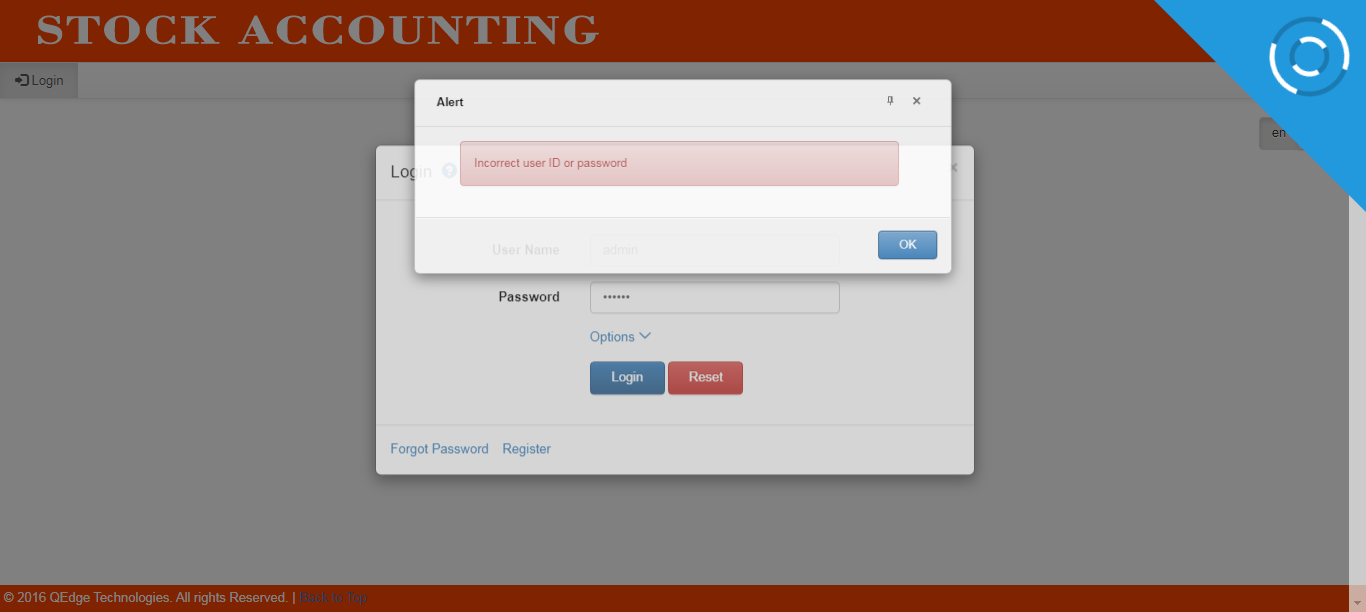 STOCK ACCOUNTING
Login
en
Alert
Incorrect user ID or password
OK
Login
User Name
admin
Password
••••••
Options
Login
Reset
Forgot Password
Register
© 2016 QEdge Technologies. All rights Reserved. | Back to Top